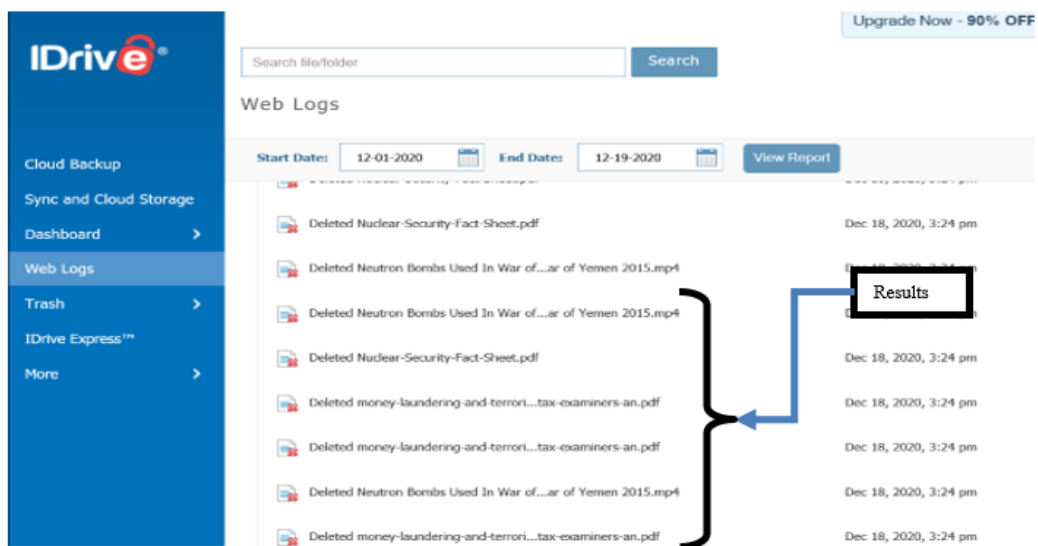 Upgrade Now - 90% OFF
IDrive®
Search file/folder
Search
Web Logs
Start Date: 12-01-2020 End Date: 12-19-2020 View Report
Cloud Backup
Sync and Cloud Storage
Dashboard >
Web Logs
Trash >
IDrive Express™
More >
Deleted Nuclear-Security-Fact-Sheet.pdf Dec 18, 2020, 3:24 pm
Deleted Neutron Bombs Used In War of...ar of Yemen 2015.mp4
Results
Deleted Neutron Bombs Used In War of...ar of Yemen 2015.mp4
Deleted Nuclear-Security-Fact-Sheet.pdf Dec 18, 2020, 3:24 pm
Deleted money-laundering-and-terrori...tax-examiners-an.pdf Dec 18, 2020, 3:24 pm
Deleted money-laundering-and-terrori...tax-examiners-an.pdf Dec 18, 2020, 3:24 pm
Deleted Neutron Bombs Used In War of...ar of Yemen 2015.mp4 Dec 18, 2020, 3:24 pm
Deleted money-laundering-and-terrori...tax-examiners-an.pdf Dec 18, 2020, 3:24 pm